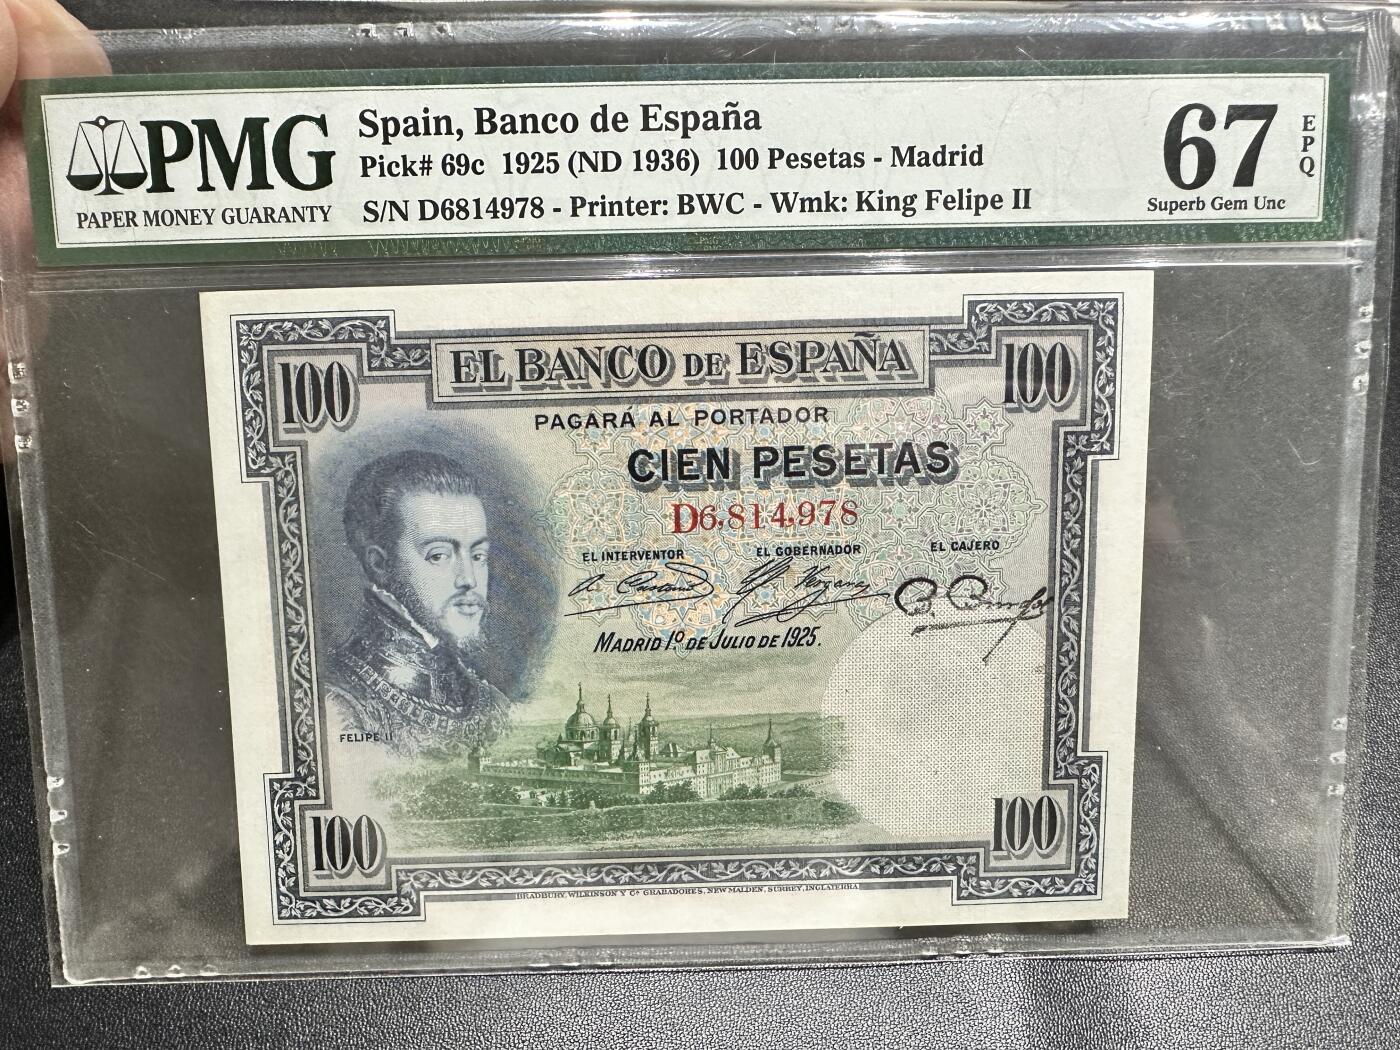 PMG
PAPER MONEY GUARANTY
Spain, Banco de España
Pick# 69c 1925 (ND 1936) 100 Pesetas - Madrid
S/N D6814978 - Printer: BWC - Wmk: King Felipe II
67
EPQ
Superb Gem Unc
100
EL BANCO DE ESPAÑA
100
PAGARÁ AL PORTADOR
CIEN PESETAS
D6,814,978
EL INTERVENTOR
EL GOBERNADOR
EL CAJERO
MADRID 1º DE JULIO DE 1925.
FELIPE II
100
100
BRADBURY, WILKINSON Y Cª GRABADORES, NEW MALDEN, SURREY, INGLATERRA